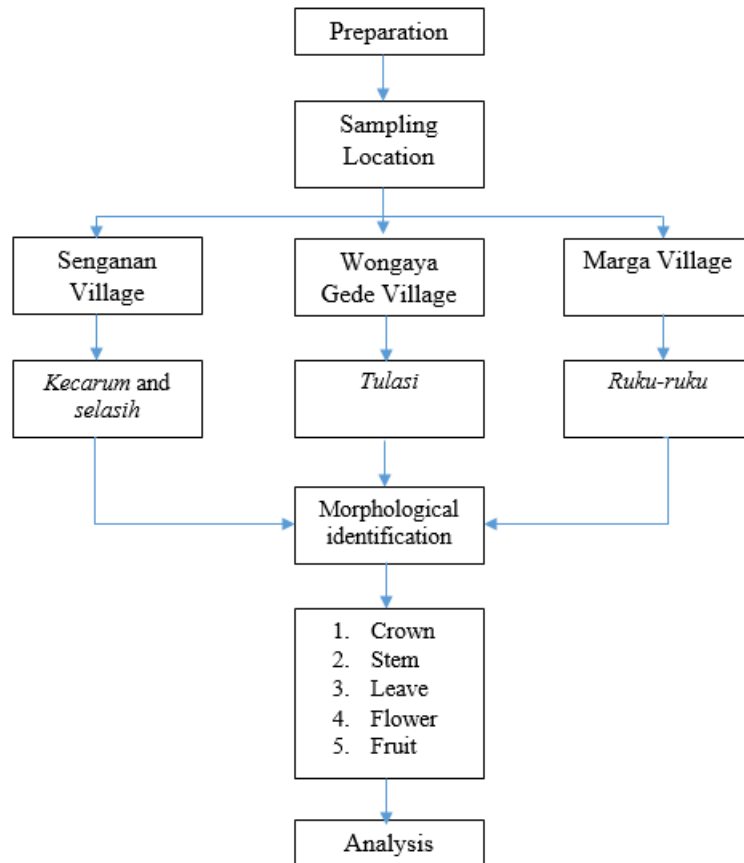 Preparation
Sampling
Location
Senganan
Village
Wongaya
Gede Village
Marga Village
Kecarum and
selasih
Tulasi
Ruku-ruku
Morphological
identification
1. Crown
2. Stem
3. Leave
4. Flower
5. Fruit
Analysis